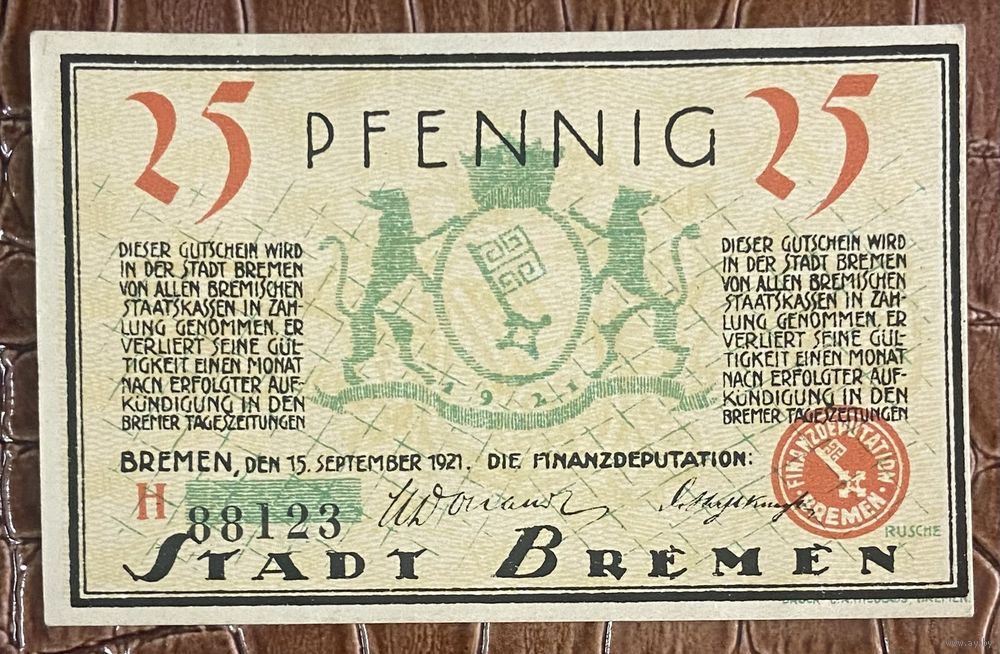 25 PFENNIG 25
DIESER GUTSCHEIN WIRD
IN DER STADT BREMEN
VON ALLEN BREMISCHEN
STAATSKASSEN IN ZAH-
LUNG GENOMMEN. ER
VERLIERT SEINE GÜL-
TIGKEIT EINEN MONAT
NACH ERFOLGTER AUF-
KÜNDIGUNG IN DEN
BREMER TAGESZEITUNGEN
DIESER GUTSCHEIN WIRD
IN DER STADT BREMEN
VON ALLEN BREMISCHEN
STAATSKASSEN IN ZAH-
LUNG GENOMMEN. ER
VERLIERT SEINE GÜL-
TIGKEIT EINEN MONAT
NACH ERFOLGTER AUF-
KÜNDIGUNG IN DEN
BREMER TAGESZEITUNGEN
1921
BREMEN, DEN 15. SEPTEMBER 1921. DIE FINANZDEPUTATION:
FINANZDEPUTATION
BREMEN.
H 88123
RUSCHE
STADT BREMEN
BREMEN.
www.ay.by